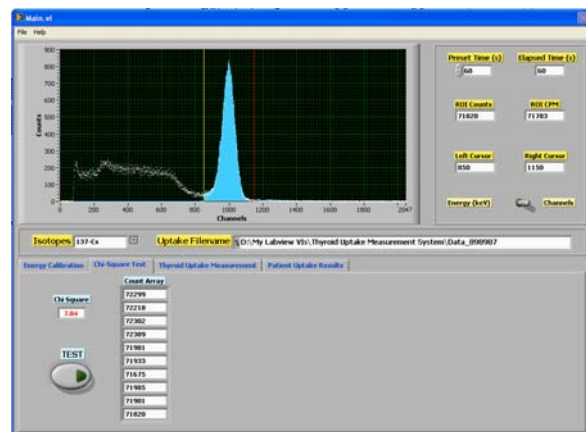 Main.vi
File Help
Preset Time (s) Elapsed Time (s)
60 60
ROI Counts ROI CPM
71820 71783
Left Cursor Right Cursor
850 1150
Energy (keV) Channels
900
800
700
600
500
400
300
200
100
0
Counts
0 200 400 600 800 1000 1200 1400 1600 1800 2047
Channels
Isotopes 137-Cs Uptake Filename D:\My Labview VIs\Thyroid Uptake Measurement System\Data_090907
Energy Calibration Chi-Square Test Thyroid Uptake Measurement Patient Uptake Results
Count Array
Chi Square
7.04
TEST
72299
72210
72302
72309
71981
71933
71675
71985
71901
71820